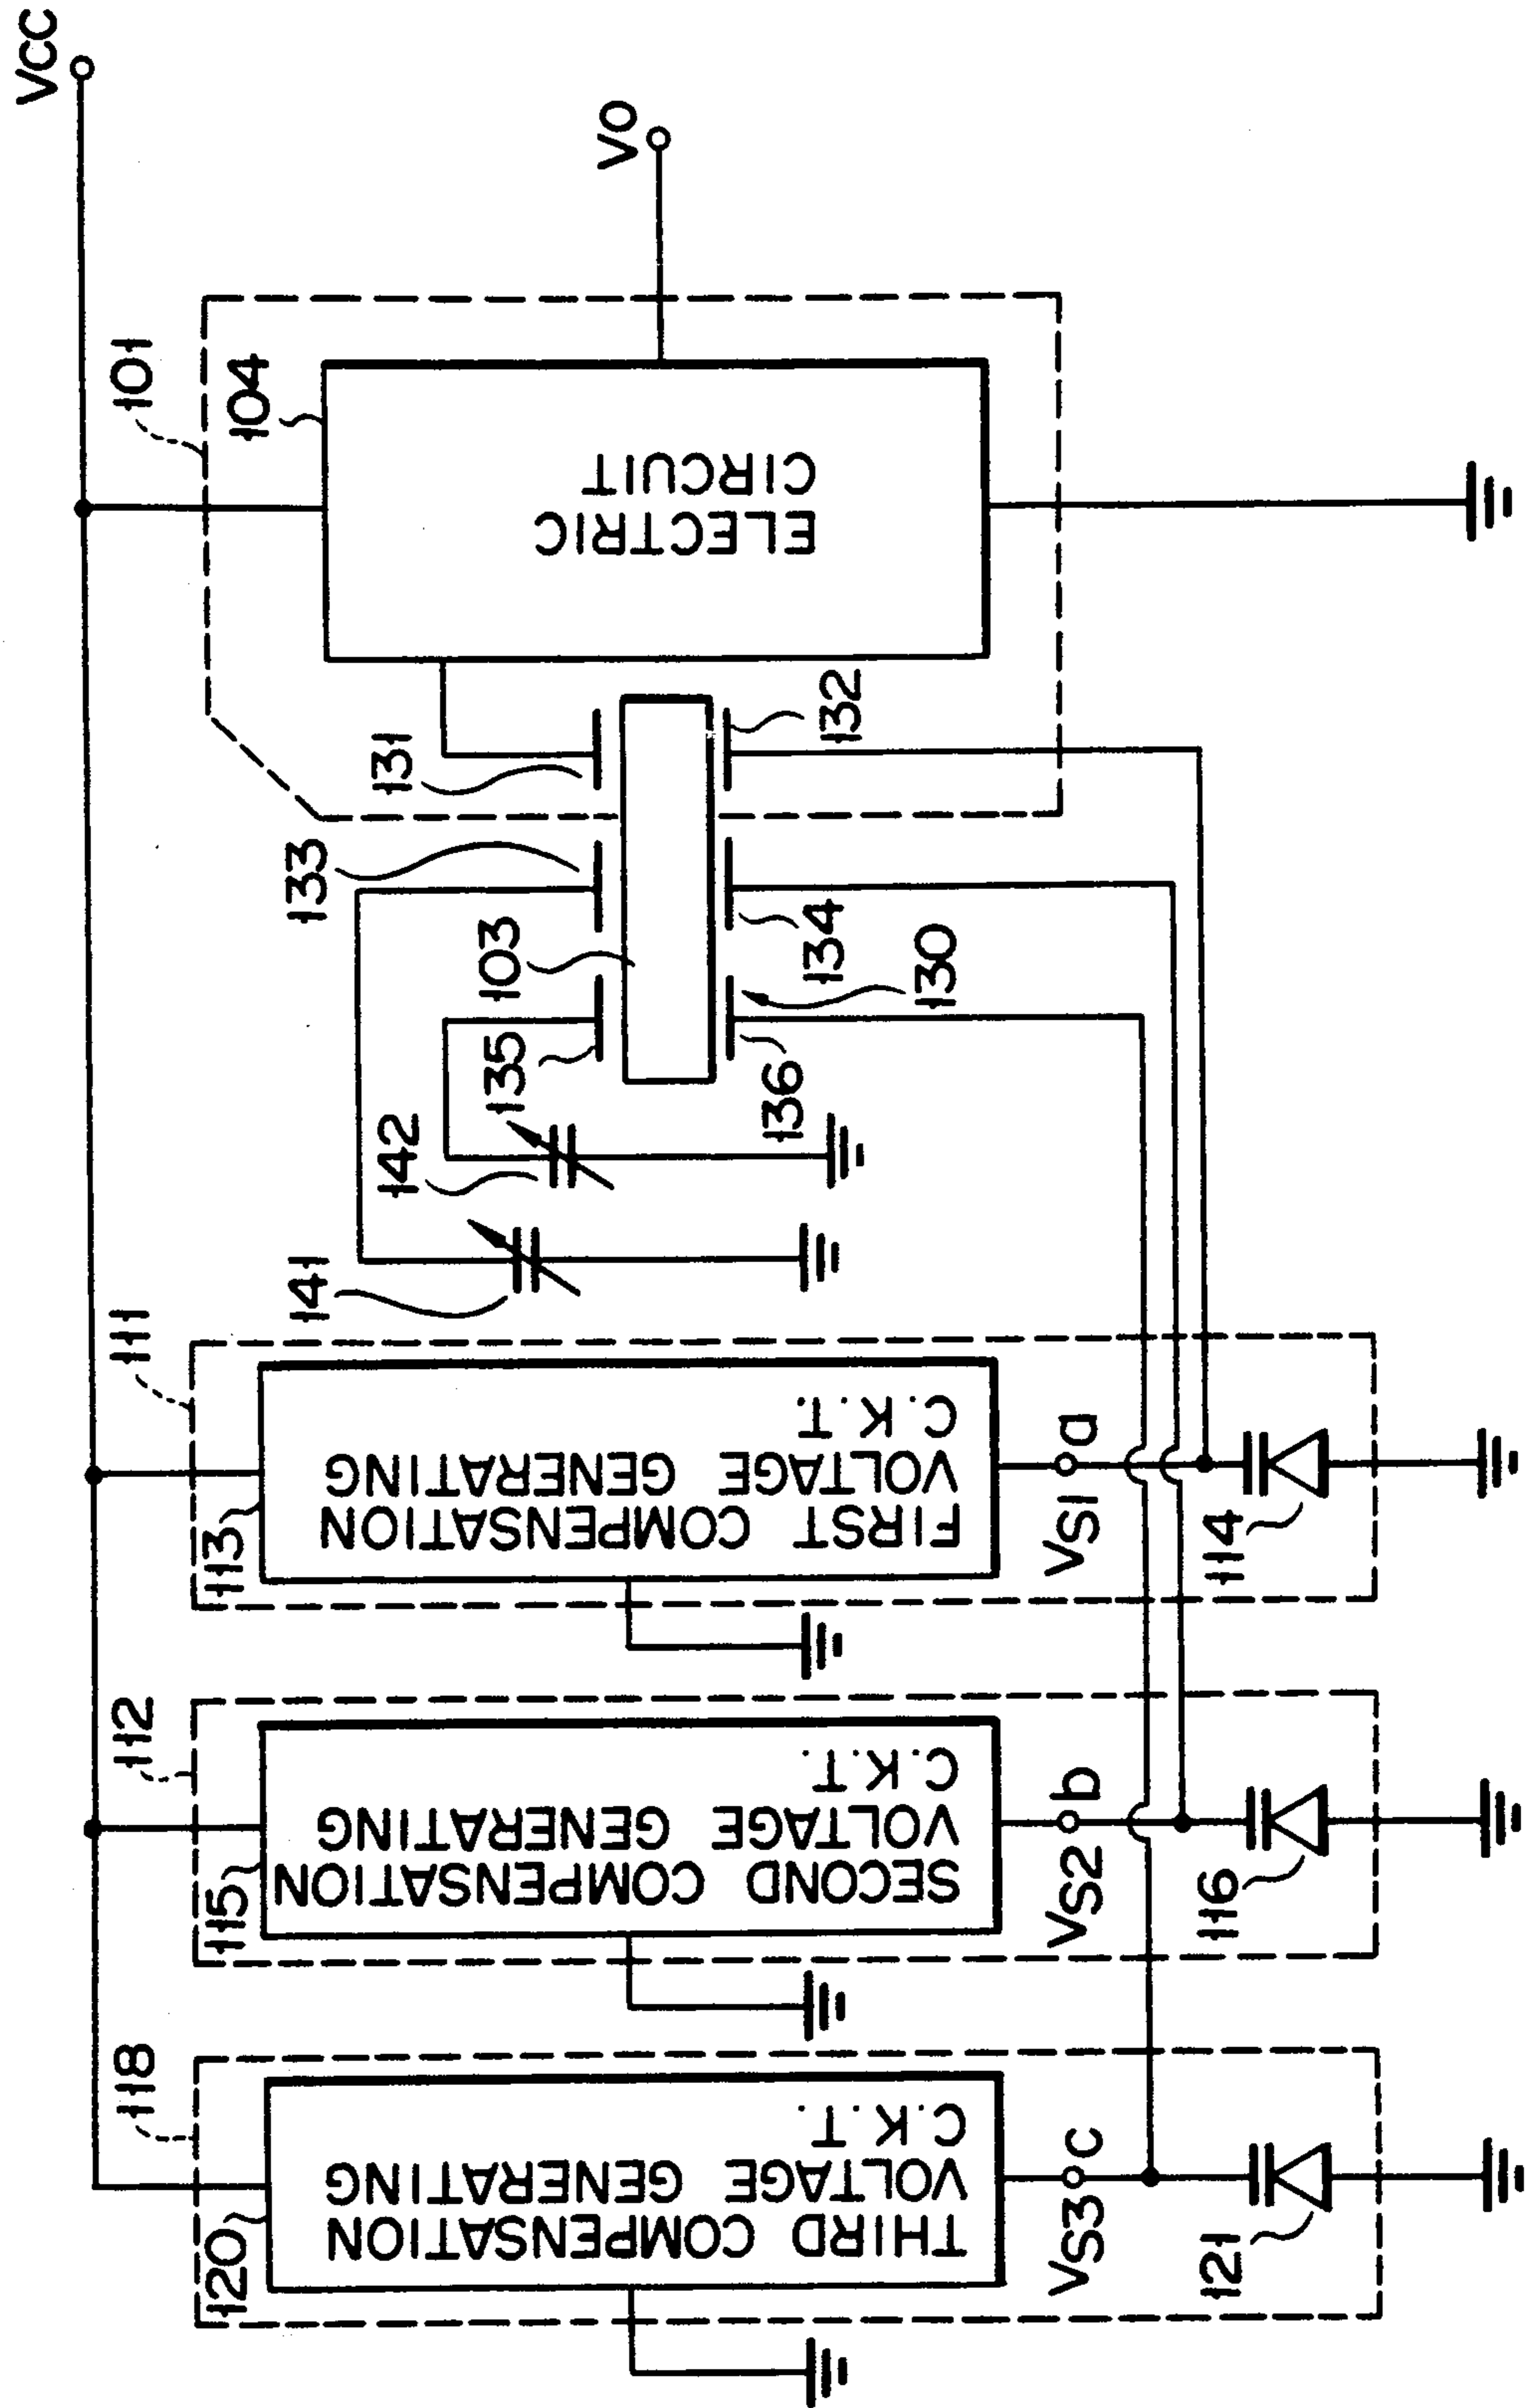 VCC
VO
101
104
ELECTRIC
CIRCUIT
131
132
133
134
103
130
135
136
142
141
111
113
FIRST COMPENSATION
VOLTAGE GENERATING
C.K.T.
VS1
a
114
112
115
SECOND COMPENSATION
VOLTAGE GENERATING
C.K.T.
VS2
b
116
118
120
THIRD COMPENSATION
VOLTAGE GENERATING
C.K.T.
VS3
c
121